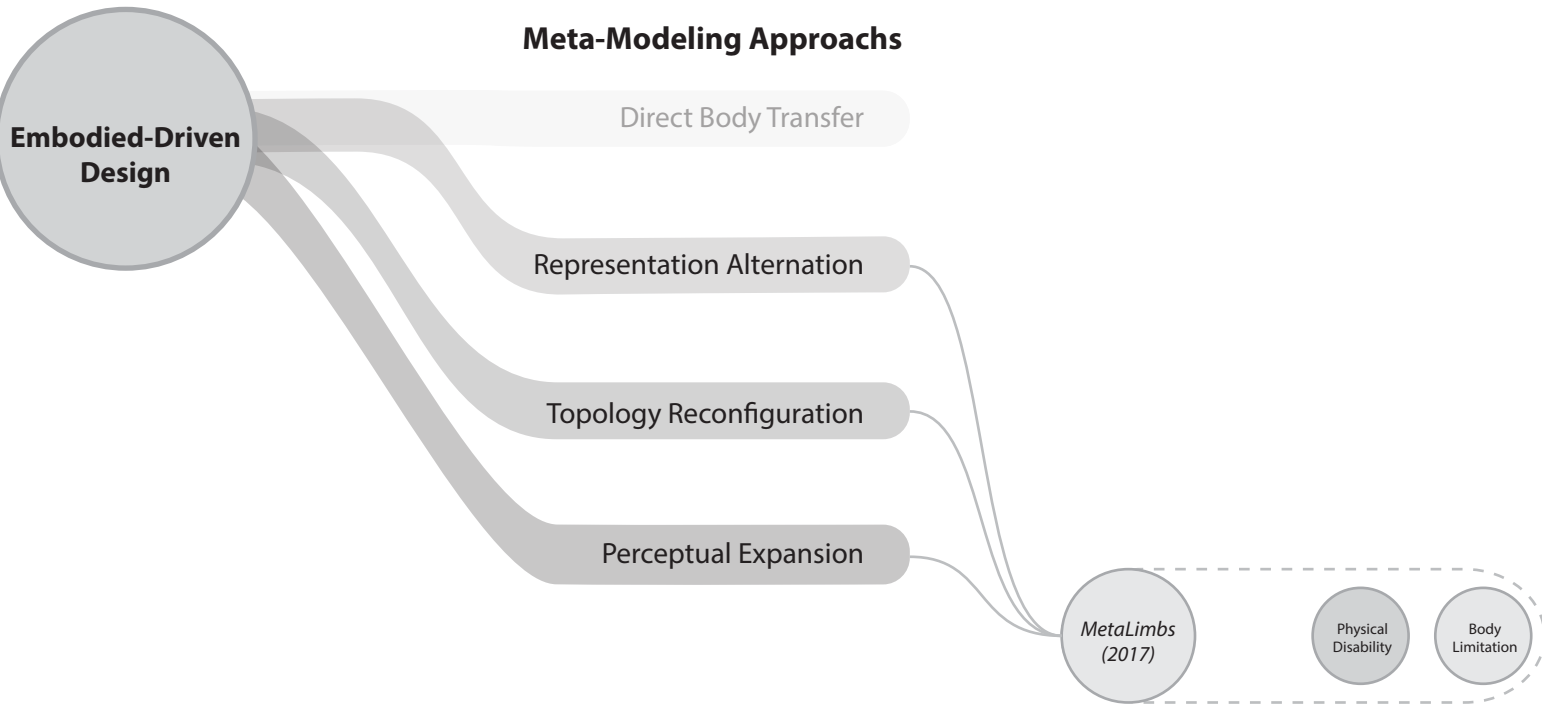 Meta-Modeling Approachs
Embodied-Driven
Design
Direct Body Transfer
Representation Alternation
Topology Reconfiguration
Perceptual Expansion
MetaLimbs
(2017)
Physical
Disability
Body
Limitation